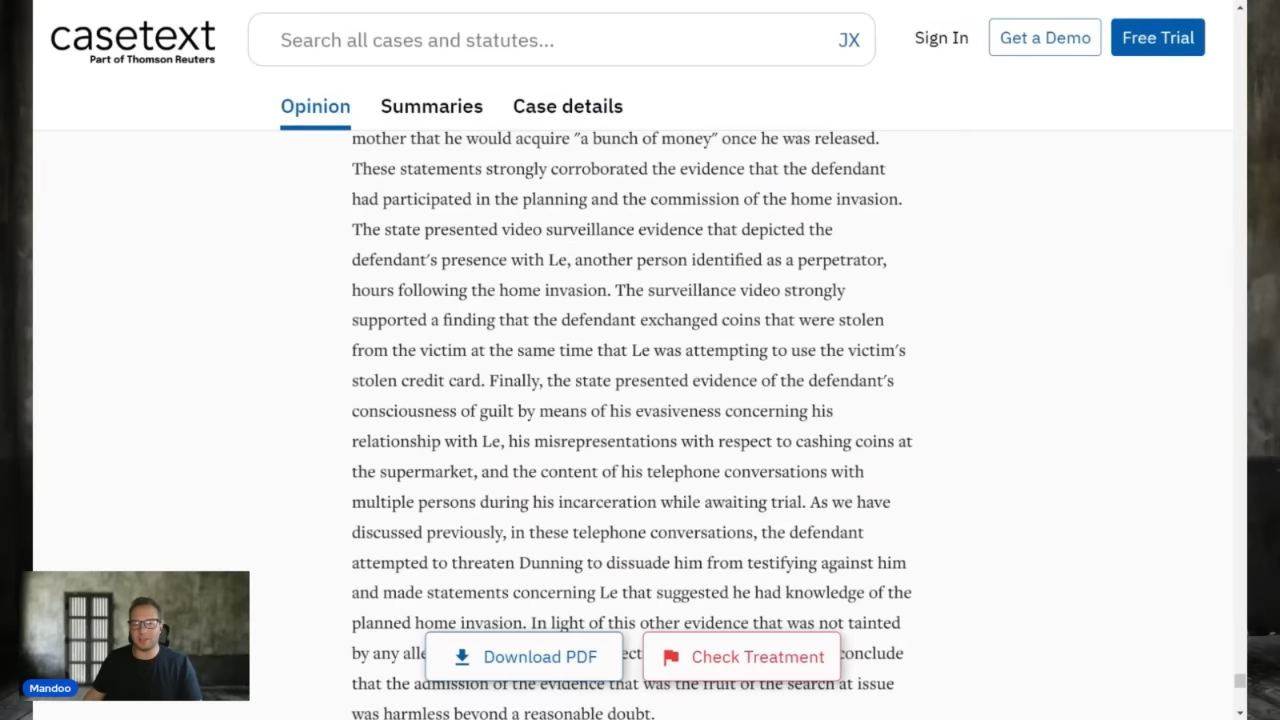 casetext
Part of Thomson Reuters
Search all cases and statutes...
JX
Sign In
Get a Demo
Free Trial
Opinion
Summaries
Case details
mother that he would acquire "a bunch of money" once he was released.
These statements strongly corroborated the evidence that the defendant
had participated in the planning and the commission of the home invasion.
The state presented video surveillance evidence that depicted the
defendant's presence with Le, another person identified as a perpetrator,
hours following the home invasion. The surveillance video strongly
supported a finding that the defendant exchanged coins that were stolen
from the victim at the same time that Le was attempting to use the victim's
stolen credit card. Finally, the state presented evidence of the defendant's
consciousness of guilt by means of his evasiveness concerning his
relationship with Le, his misrepresentations with respect to cashing coins at
the supermarket, and the content of his telephone conversations with
multiple persons during his incarceration while awaiting trial. As we have
discussed previously, in these telephone conversations, the defendant
attempted to threaten Dunning to dissuade him from testifying against him
and made statements concerning Le that suggested he had knowledge of the
planned home invasion. In light of this other evidence that was not tainted
by any conclude
Download PDF
Check Treatment
that the admission of the evidence that was the fruit of the search at issue
was harmless beyond a reasonable doubt.
Mandoo